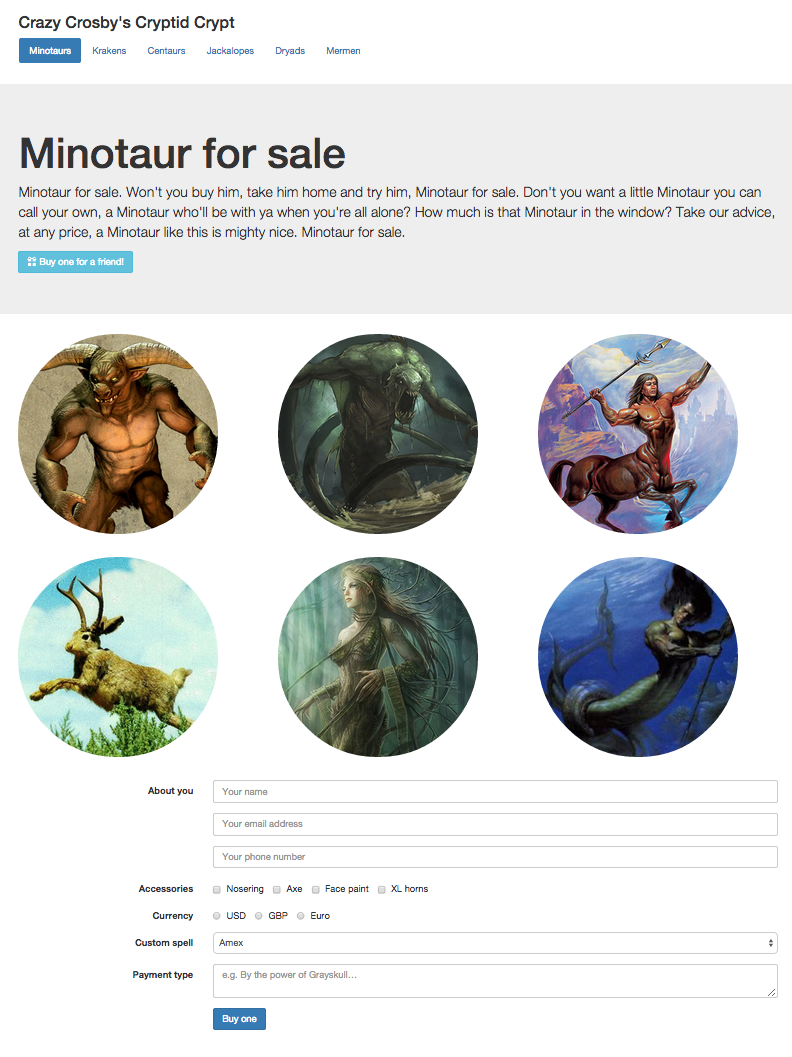 Crazy Crosby's Cryptid Crypt
Minotaurs Krakens Centaurs Jackalopes Dryads Mermen
Minotaur for sale
Minotaur for sale. Won't you buy him, take him home and try him, Minotaur for sale. Don't you want a little Minotaur you can
call your own, a Minotaur who'll be with ya when you're all alone? How much is that Minotaur in the window? Take our advice,
at any price, a Minotaur like this is mighty nice. Minotaur for sale.
Buy one for a friend!
About you Your name
Your email address
Your phone number
Accessories Nosering Axe Face paint XL horns
Currency USD GBP Euro
Custom spell Amex
Payment type e.g. By the power of Grayskull...
Buy one